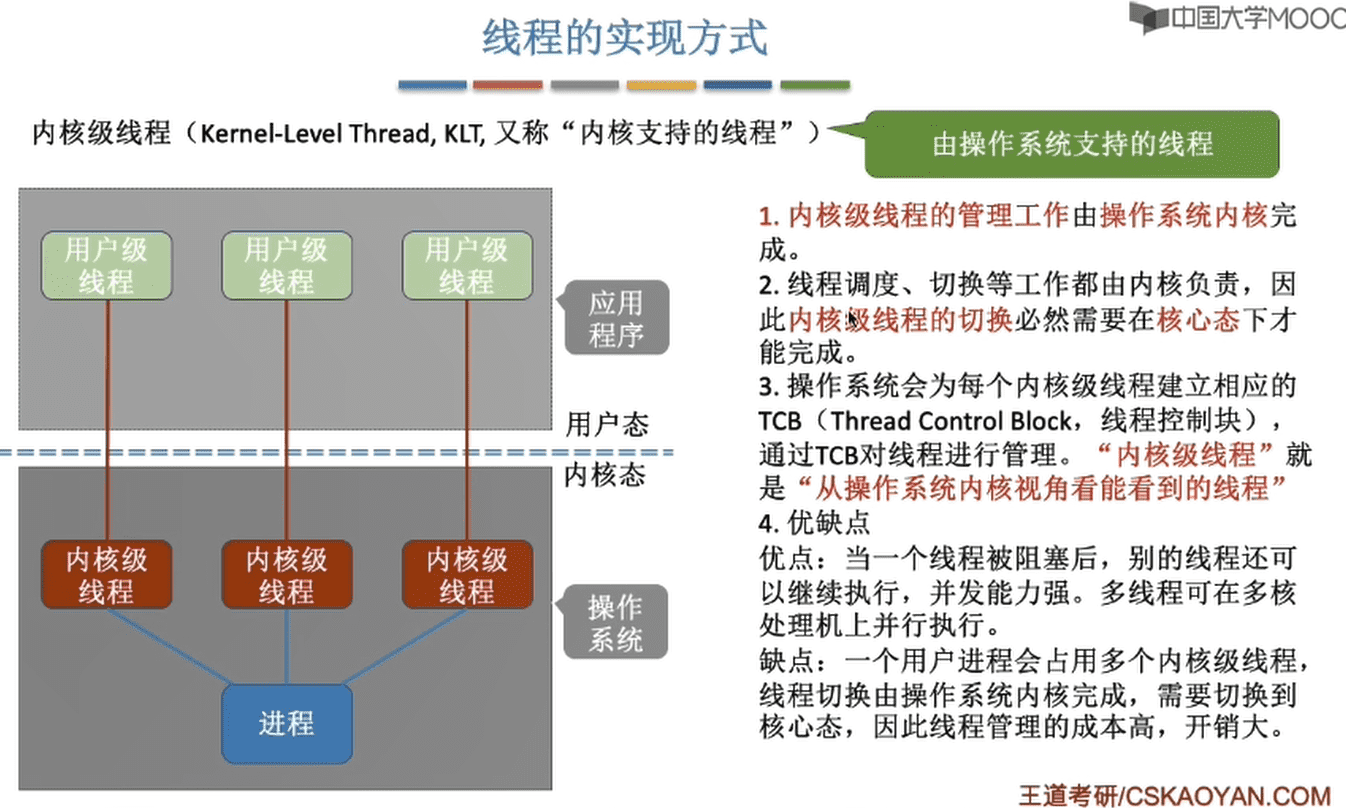 中国大学MOOC
线程的实现方式
内核级线程（Kernel-Level Thread, KLT, 又称“内核支持的线程”）
由操作系统支持的线程
用户级
线程
用户级
线程
用户级
线程
应用
程序
用户态
内核态
内核级
线程
内核级
线程
内核级
线程
操作
系统
进程
1. 内核级线程的管理工作由操作系统内核完
成。
2. 线程调度、切换等工作都由内核负责，因
此内核级线程的切换必然需要在核心态下才
能完成。
3. 操作系统会为每个内核级线程建立相应的
TCB（Thread Control Block，线程控制块），
通过TCB对线程进行管理。“内核级线程”就
是“从操作系统内核视角看能看到的线程”
4. 优缺点
优点：当一个线程被阻塞后，别的线程还可
以继续执行，并发能力强。多线程可在多核
处理机上并行执行。
缺点：一个用户进程会占用多个内核级线程，
线程切换由操作系统内核完成，需要切换到
核心态，因此线程管理的成本高，开销大。
王道考研/CSKAOYAN.COM